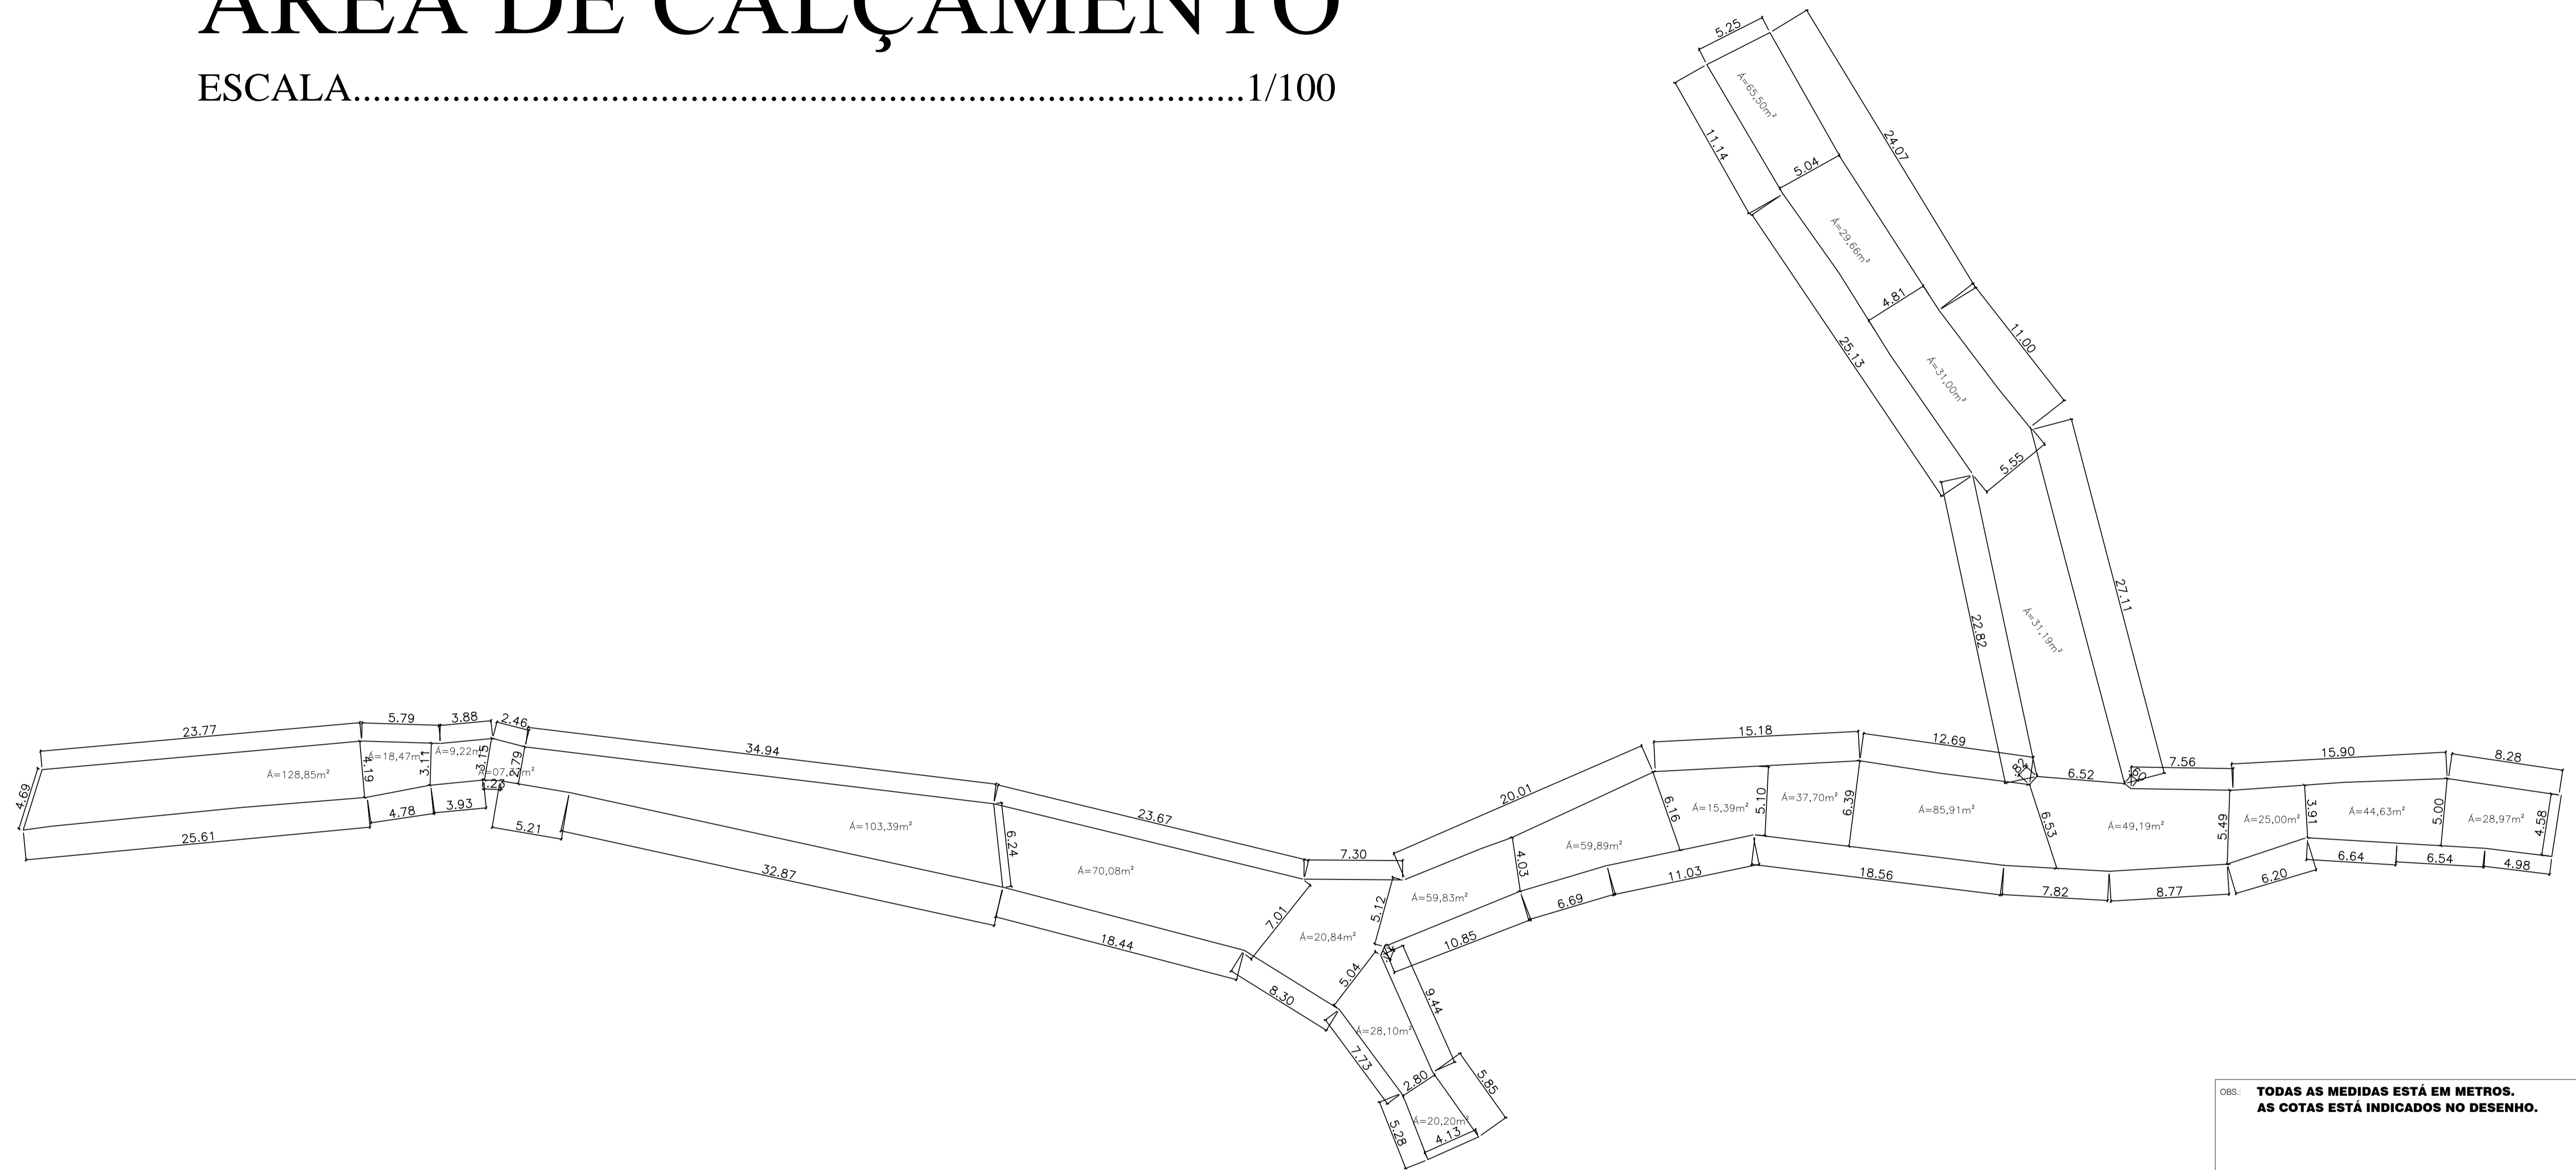 ÁREA DE CALÇAMENTO
ESCALA.........................................................................................1/100
5.25
Á=65,50m²
11.14
24.07
5.04
Á=29,66m²
4.81
25.13
11.00
Á=31,00m²
5.55
22.82
27.11
Á=31,19m²
23.77
5.79
3.88
2.46
34.94
4.69
Á=128,85m²
4.19
Á=18,47m²
3.11
Á=9,22m²
3.15
2.79
1.23
25.61
4.78
3.93
5.21
32.87
Á=103,39m²
6.24
23.67
Á=70,08m²
18.44
7.30
7.01
Á=20,84m²
5.12
5.04
8.30
Á=28,10m²
7.73
9.44
2.80
5.85
Á=20,20m²
4.13
5.28
20.01
Á=59,83m²
4.03
Á=59,89m²
10.85
6.69
11.03
6.16
15.18
Á=15,39m²
5.10
Á=37,70m²
6.39
12.69
Á=85,91m²
18.56
.82
6.52
6.53
.60
7.56
Á=49,19m²
7.82
8.77
5.49
15.90
Á=25,00m²
3.91
6.20
Á=44,63m²
5.00
8.28
Á=28,97m²
4.58
6.64
6.54
4.98
OBS.: TODAS AS MEDIDAS ESTÁ EM METROS.
AS COTAS ESTÁ INDICADOS NO DESENHO.